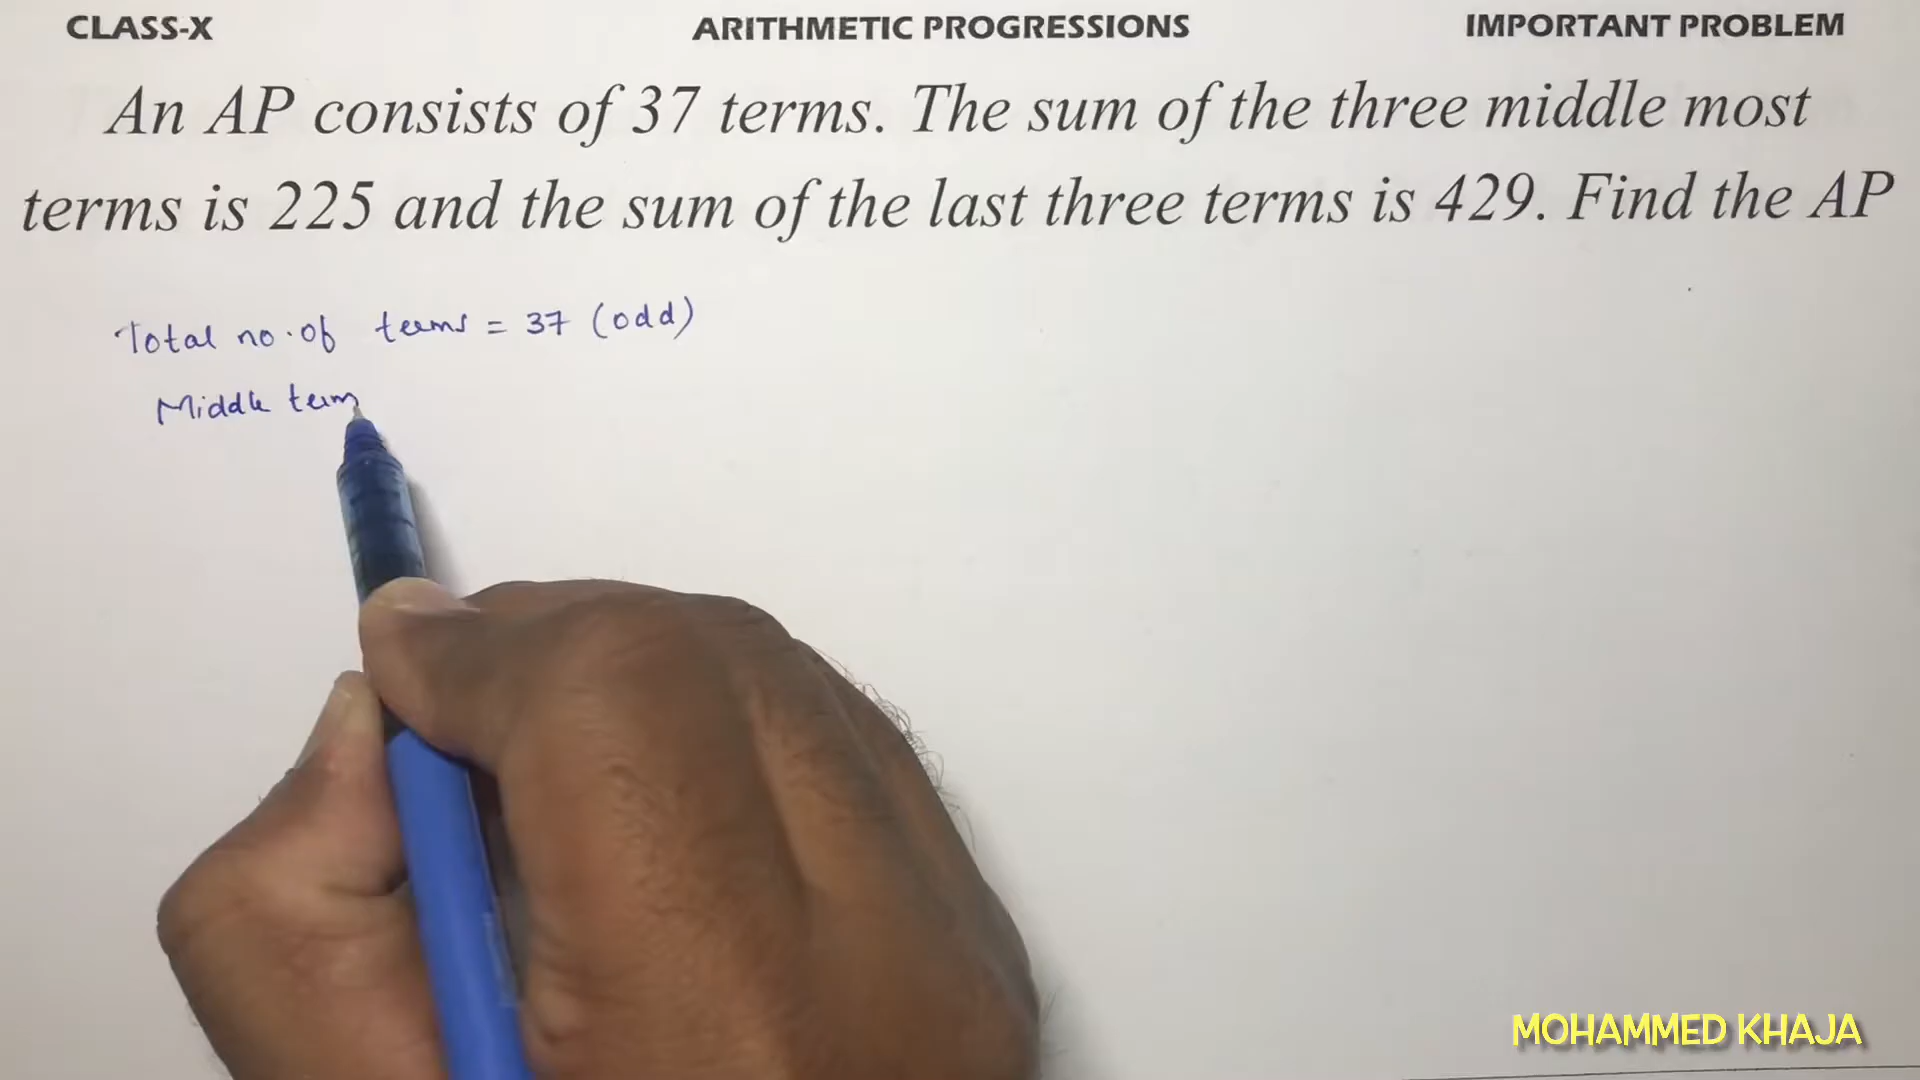 CLASS-X ARITHMETIC PROGRESSIONS IMPORTANT PROBLEM
An AP consists of 37 terms. The sum of the three middle most
terms is 225 and the sum of the last three terms is 429. Find the AP
Total no. of terms = 37 (odd)
Middle term
MOHAMMED KHAJA